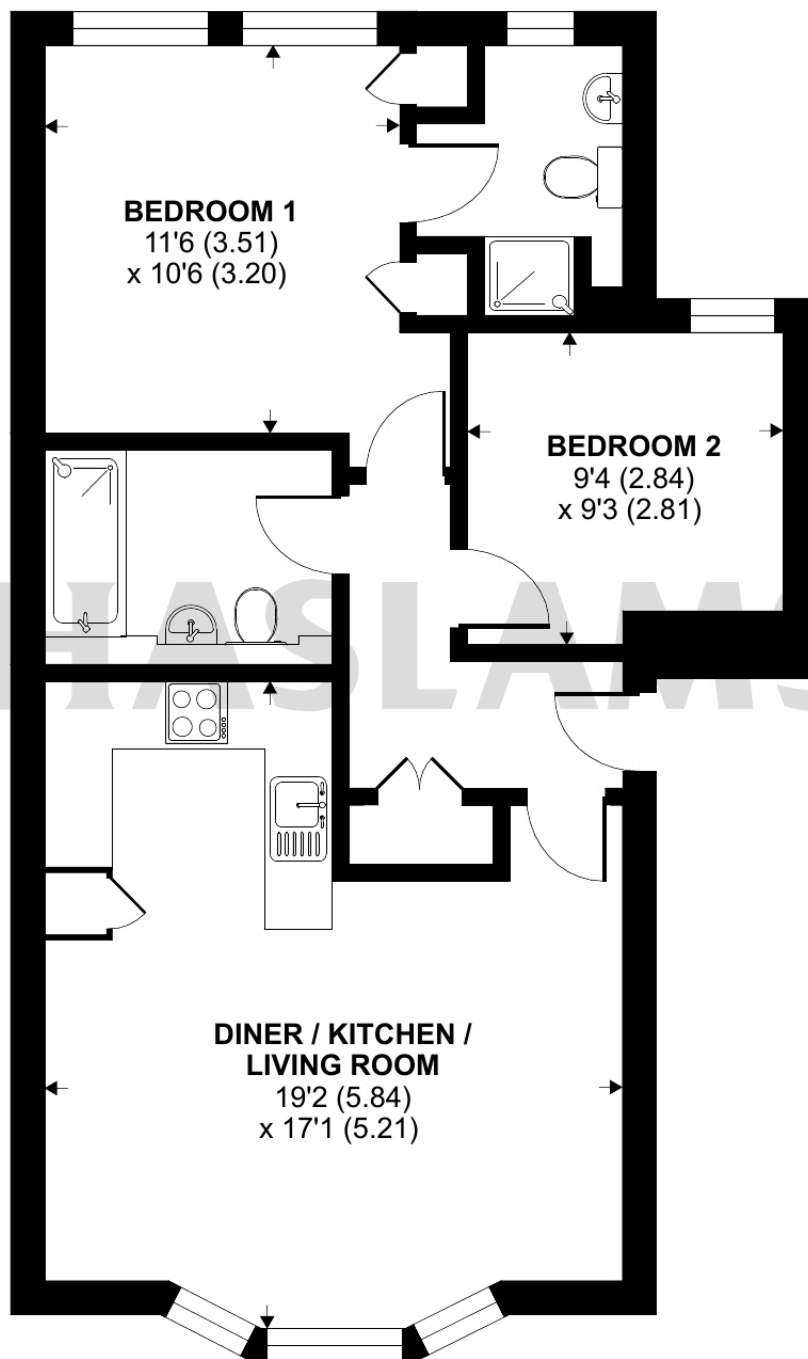 BEDROOM 1
11'6 (3.51)
x 10'6 (3.20)
BEDROOM 2
9'4 (2.84)
x 9'3 (2.81)
HASLAMS
DINER / KITCHEN /
LIVING ROOM
19'2 (5.84)
x 17'1 (5.21)